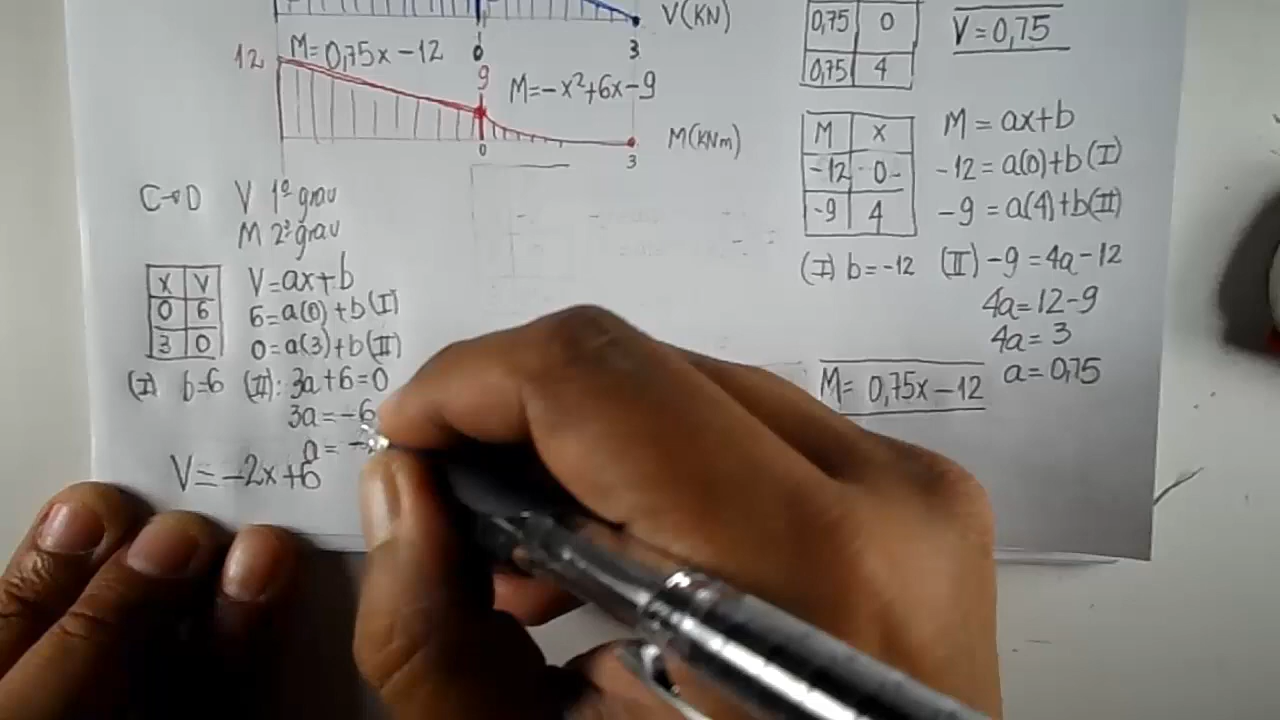 V(KN)
0
3
12
M=0,75x-12
9
M=-x²+6x-9
M(KNm)
0
3
C→D V 1º grau
M 2º grau
X V
0 6
3 0
V=ax+b
6=a(0)+b(I)
0=a(3)+b(II)
(I) b=6 (II): 3a+6=0
3a=-6
a=
V=-2x+6
0,75 0
0,75 4
V=0,75
M X
-12 0
-9 4
M=ax+b
-12=a(0)+b(I)
-9=a(4)+b(II)
(I) b=-12 (II) -9=4a-12
4a=12-9
4a=3
a=0,75
M=0,75x-12